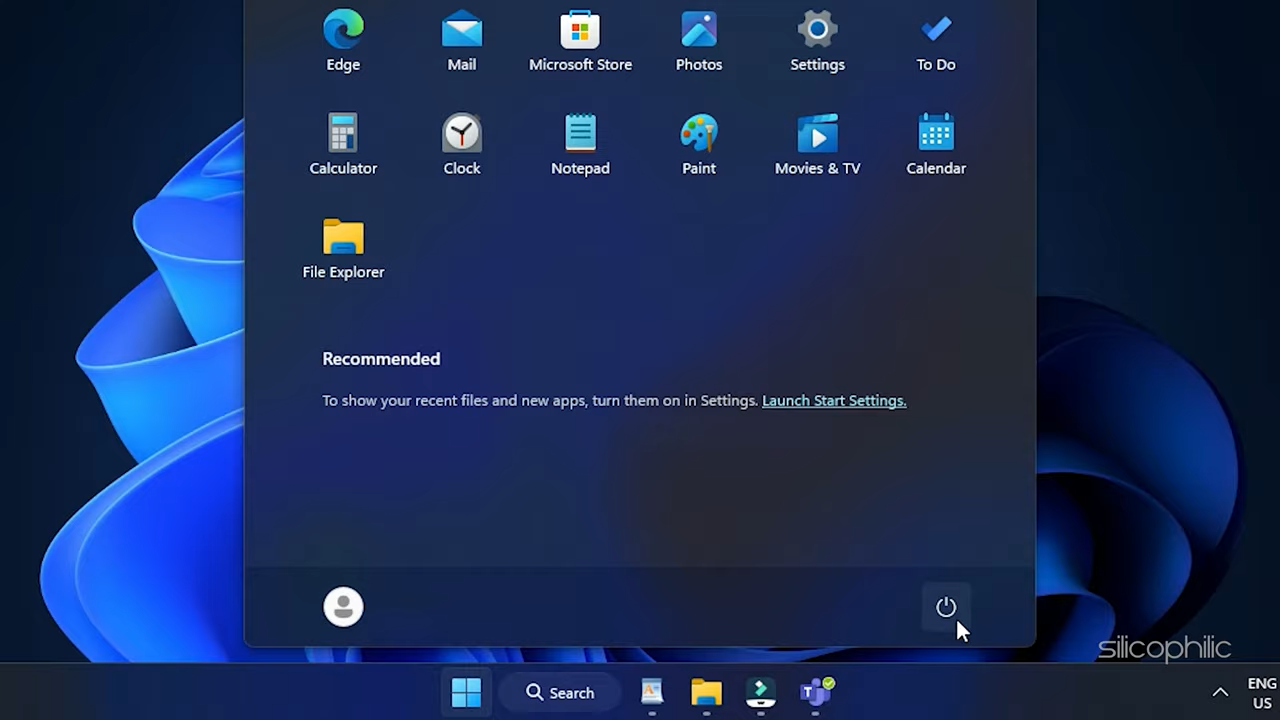 Edge
Mail
Microsoft Store
Photos
Settings
To Do
Calculator
Clock
Notepad
Paint
Movies & TV
Calendar
File Explorer
Recommended
To show your recent files and new apps, turn them on in Settings. Launch Start Settings.
silicophilic
Search
ENG
US